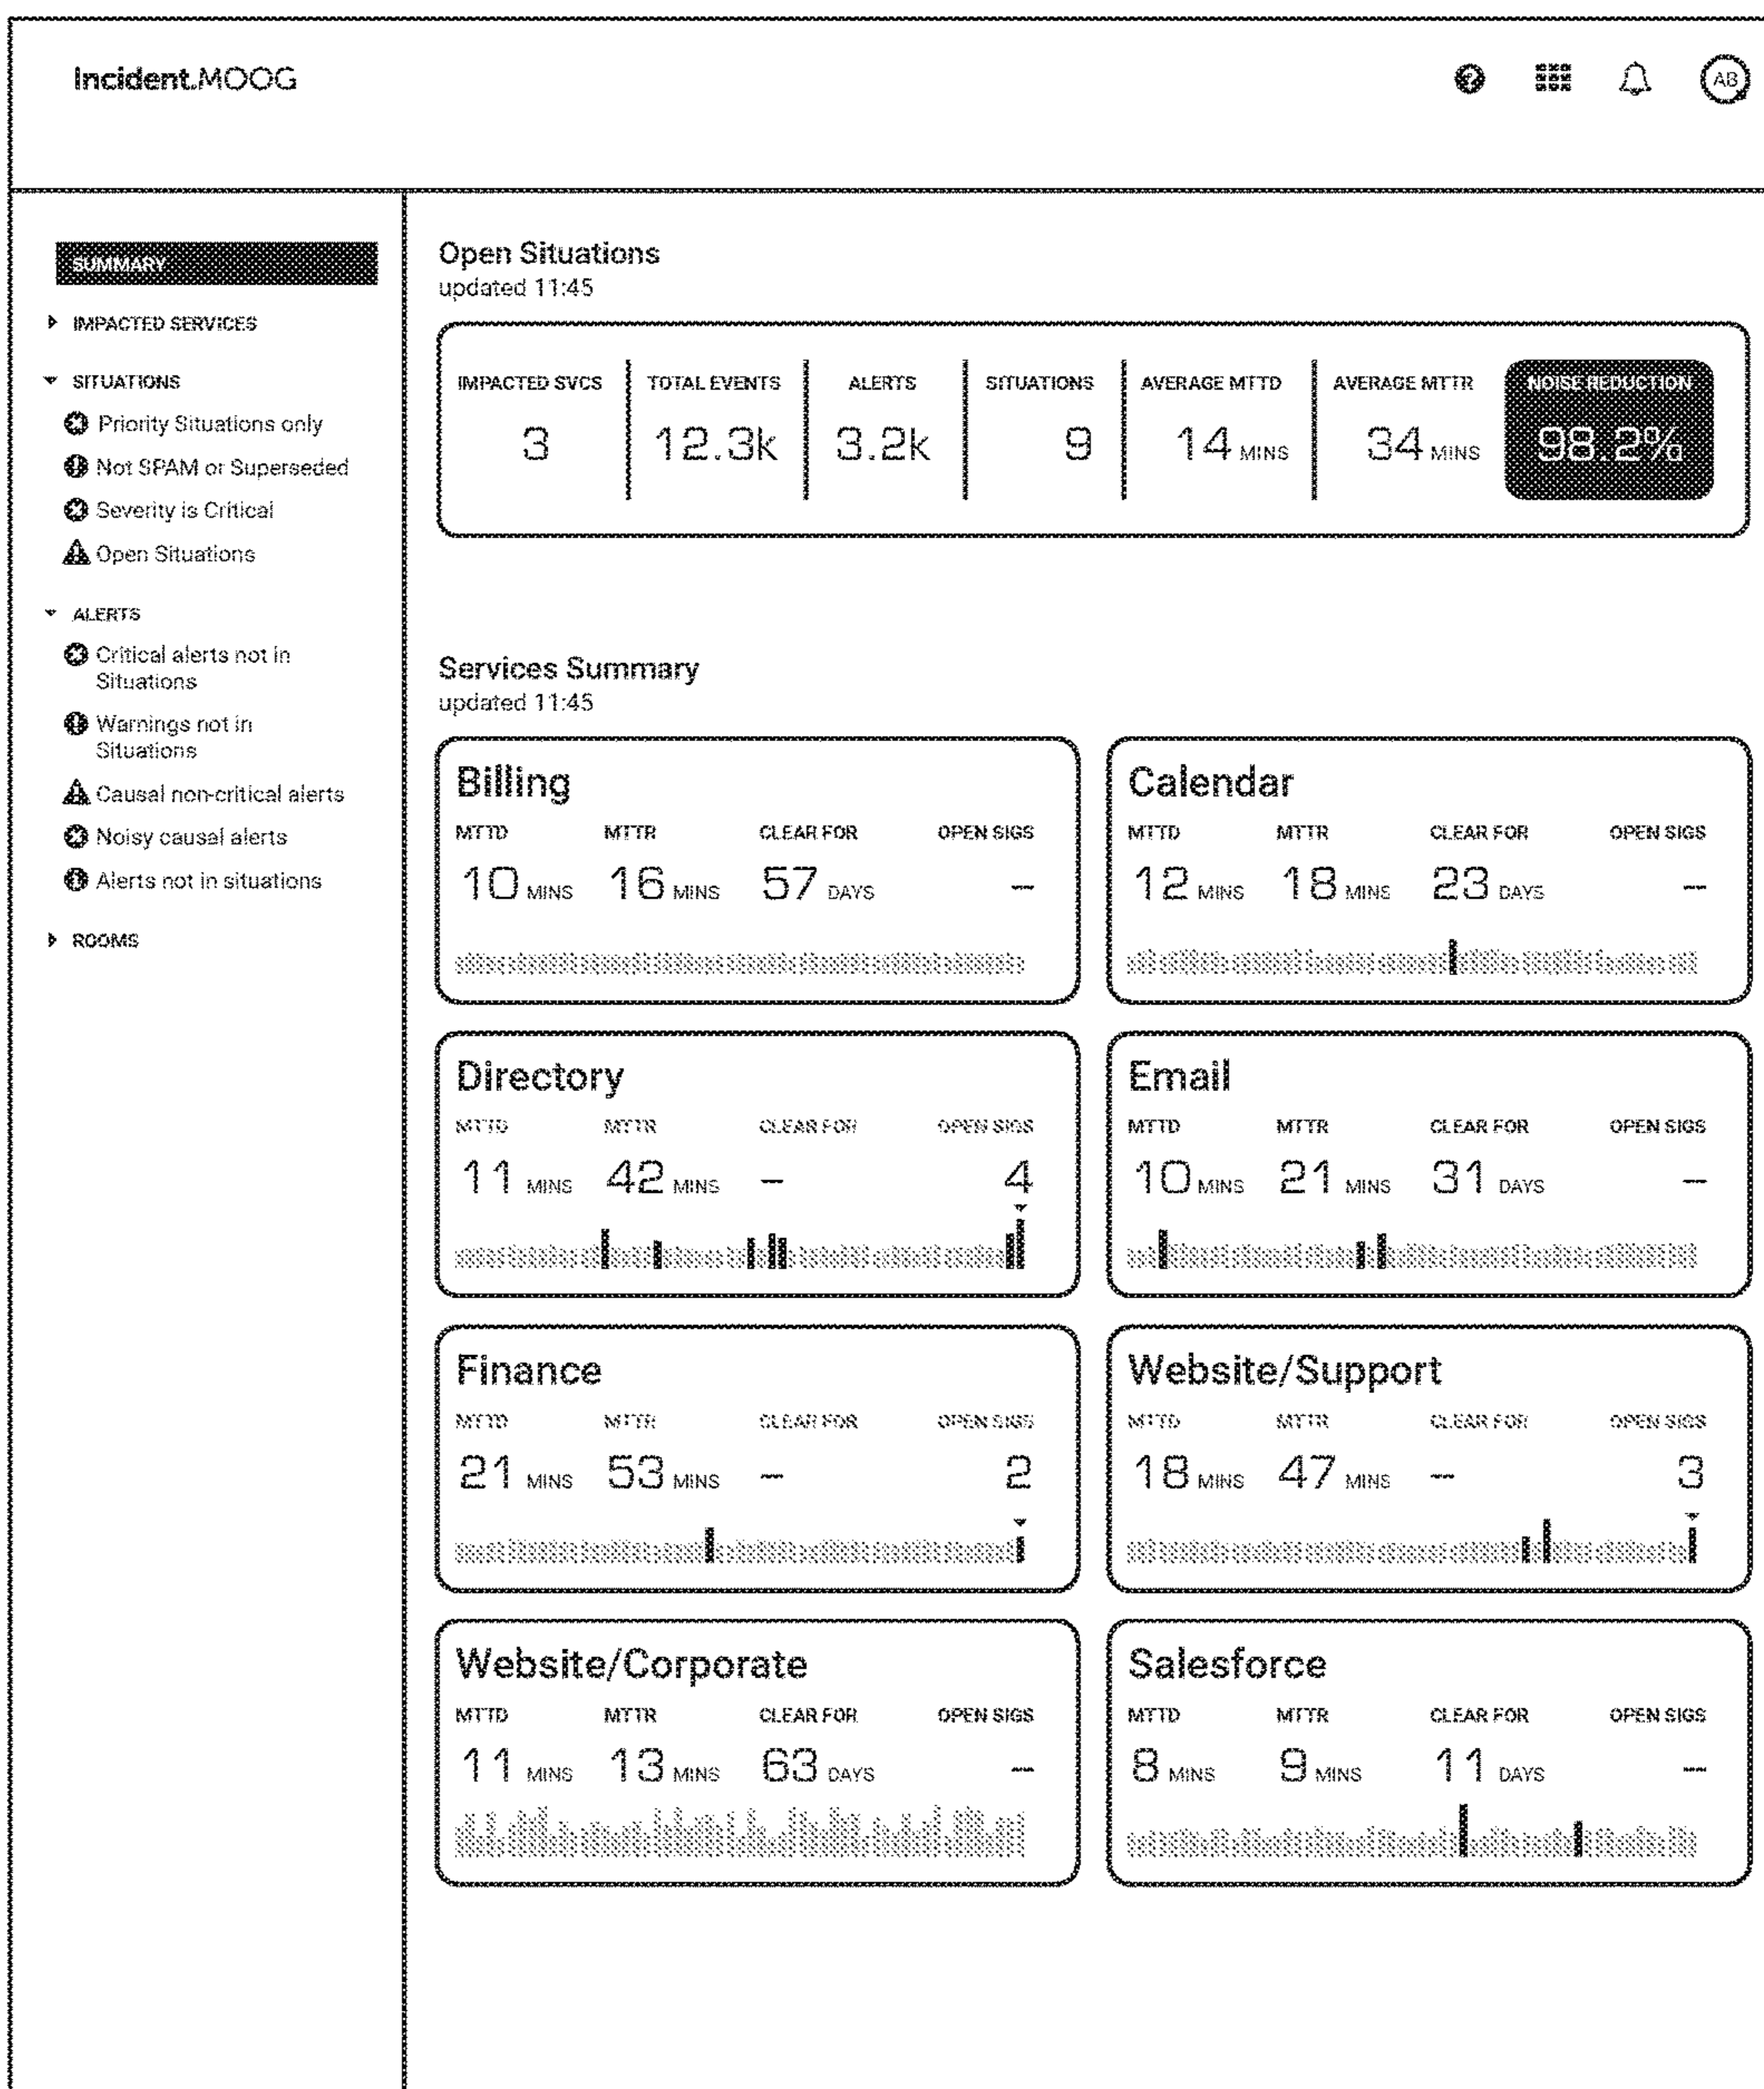 Incident.MOOG
AB
SUMMARY
IMPACTED SERVICES
SITUATIONS
Priority Situations only
Not SPAM or Superseded
Severity is Critical
Open Situations
ALERTS
Critical alerts not in
Situations
Warnings not in
Situations
Causal non-critical alerts
Noisy causal alerts
Alerts not in situations
ROOMS
Open Situations
updated 11:45
IMPACTED SVCS TOTAL EVENTS ALERTS SITUATIONS AVERAGE MTTD AVERAGE MTTR NOISE REDUCTION
3 12.3k 3.2k 9 14 MINS 34 MINS 98.2%
Services Summary
updated 11:45
Billing
MTTD MTTR CLEAR FOR OPEN SIGS
10 MINS 16 MINS 57 DAYS –
Calendar
MTTD MTTR CLEAR FOR OPEN SIGS
12 MINS 18 MINS 23 DAYS –
Directory
MTTD MTTR CLEAR FOR OPEN SIGS
11 MINS 42 MINS – 4
Email
MTTD MTTR CLEAR FOR OPEN SIGS
10 MINS 21 MINS 31 DAYS –
Finance
MTTD MTTR CLEAR FOR OPEN SIGS
21 MINS 53 MINS – 2
Website/Support
MTTD MTTR CLEAR FOR OPEN SIGS
18 MINS 47 MINS – 3
Website/Corporate
MTTD MTTR CLEAR FOR OPEN SIGS
11 MINS 13 MINS 63 DAYS –
Salesforce
MTTD MTTR CLEAR FOR OPEN SIGS
8 MINS 9 MINS 11 DAYS –